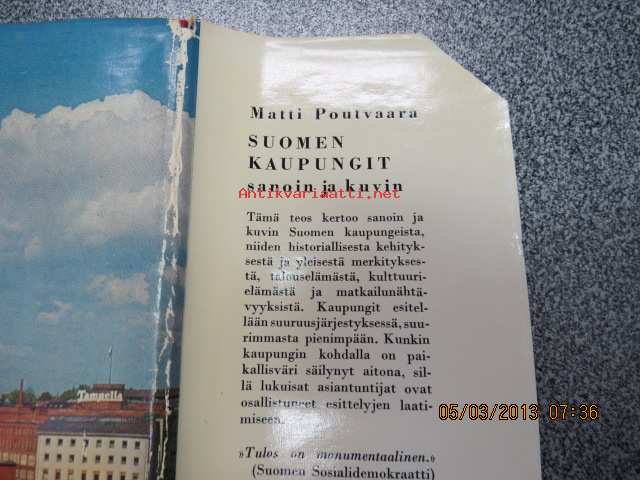 Matti Poutvaara
SUOMEN
KAUPUNGIT
sanoin ja kuvin
Antikvariaatti.net
Tämä teos kertoo sanoin ja
kuvin Suomen kaupungeista,
niiden historiallisesta kehityk-
sestä ja yleisestä merkitykses-
tä, talouselämästä, kulttuuri-
elämästä ja matkailunähtä-
vyyksistä. Kaupungit esitel-
lään suuruusjärjestyksessä, suu-
rimmasta pienimpään. Kunkin
kaupungin kohdalla on pai-
kallisväri säilynyt aitona, sil-
lä lukuisat asiantuntijat ovat
osallistuneet esittelyjen laati-
miseen.
»Tulos on monumentaalinen.»
(Suomen Sosialidemokraatti)
Tampella
05/03/2013 07:36